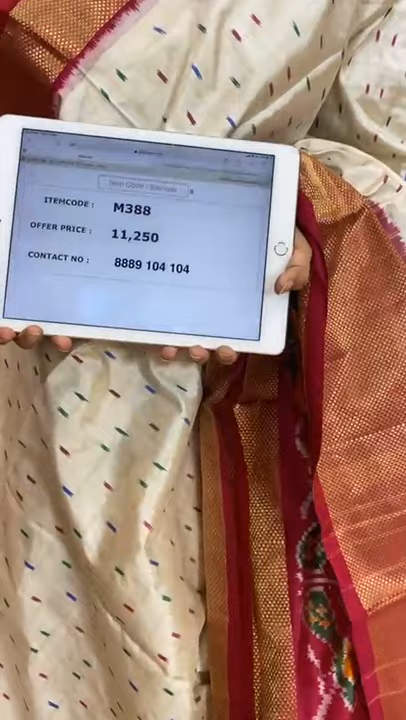 ITEMCODE : M388
OFFER PRICE : 11,250
CONTACT NO : 8889 104 104